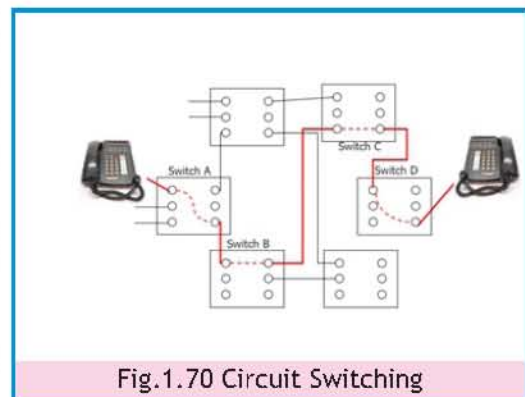 Switch C
Switch A
Switch D
Switch B
Fig.1.70 Circuit Switching